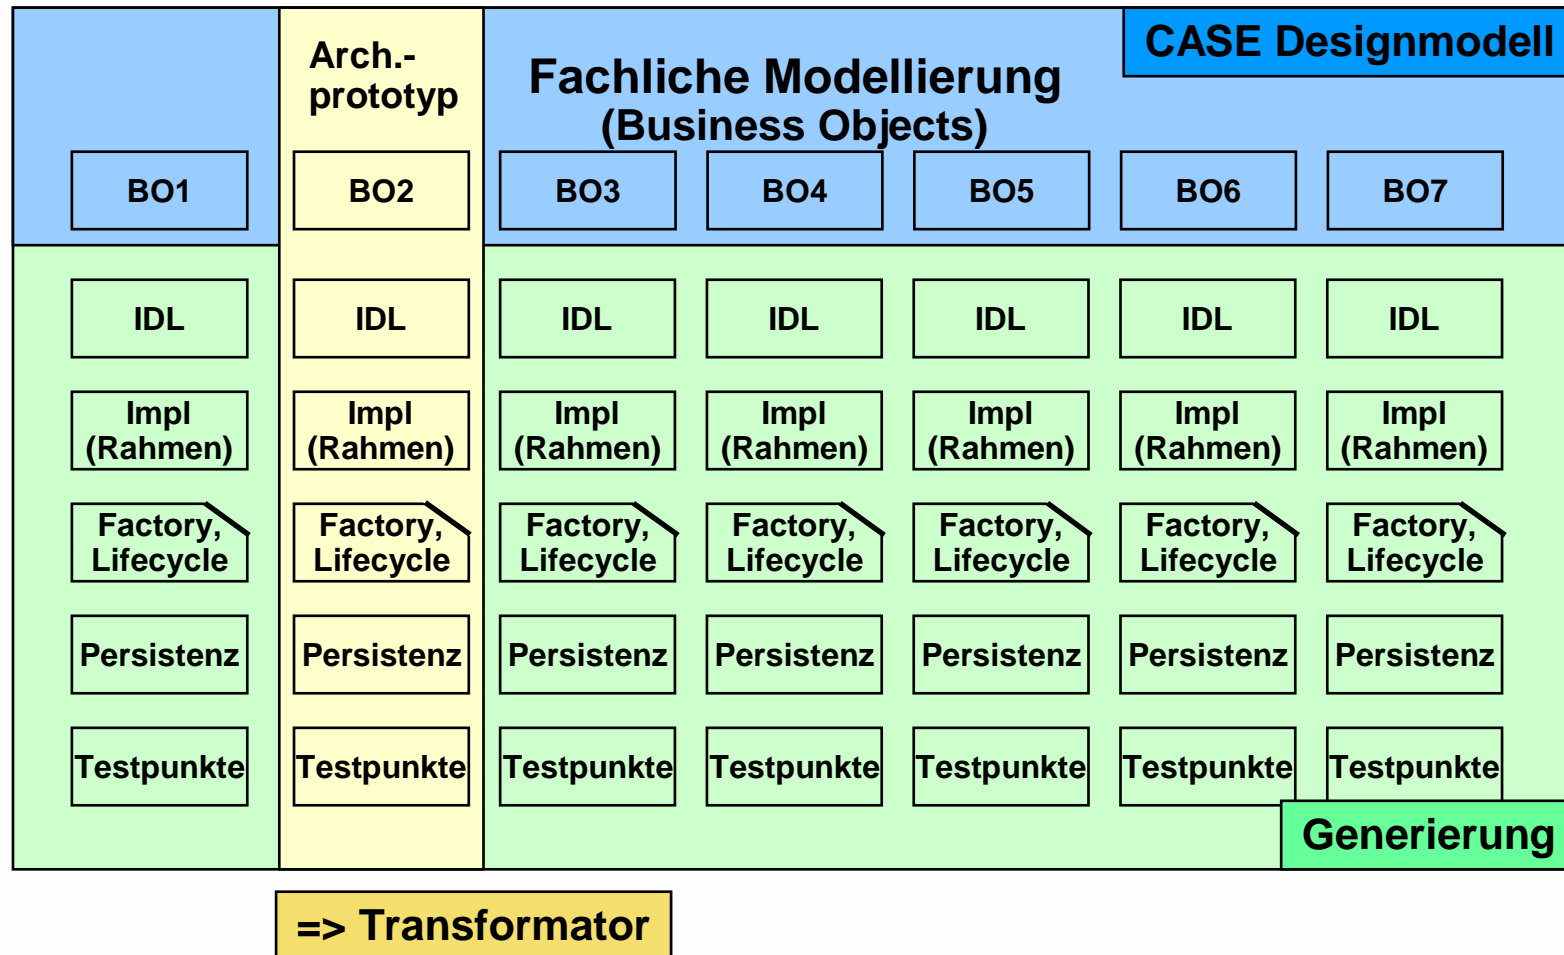 CASE Designmodell
Arch.-
prototyp
Fachliche Modellierung
(Business Objects)
BO1 BO2 BO3 BO4 BO5 BO6 BO7
IDL IDL IDL IDL IDL IDL IDL
Impl Impl Impl Impl Impl Impl Impl
(Rahmen) (Rahmen) (Rahmen) (Rahmen) (Rahmen) (Rahmen) (Rahmen)
Factory, Factory, Factory, Factory, Factory, Factory, Factory,
Lifecycle Lifecycle Lifecycle Lifecycle Lifecycle Lifecycle Lifecycle
Persistenz Persistenz Persistenz Persistenz Persistenz Persistenz Persistenz
Testpunkte Testpunkte Testpunkte Testpunkte Testpunkte Testpunkte Testpunkte
Generierung
=> Transformator